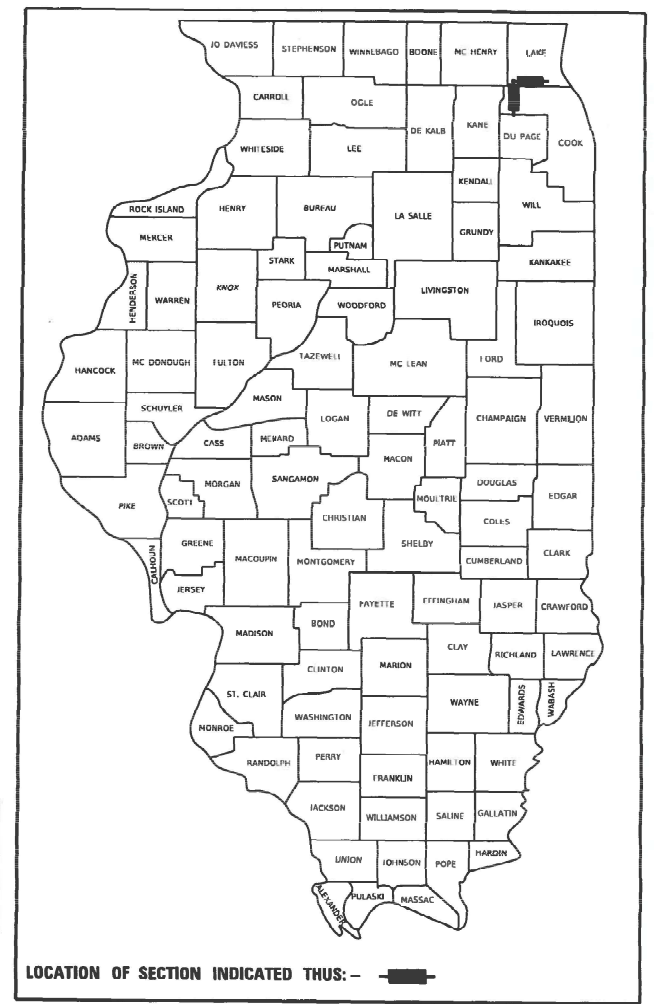 JO DAVIESS
STEPHENSON
WINNEBAGO
BOONE
MC HENRY
LAKE
CARROLL
OGLE
DE KALB
KANE
DU PAGE
COOK
WHITESIDE
LEE
KENDALL
ROCK ISLAND
HENRY
BUREAU
LA SALLE
WILL
MERCER
PUTNAM
GRUNDY
STARK
MARSHALL
KANKAKEE
HENDERSON
WARREN
KNOX
PEORIA
WOODFORD
LIVINGSTON
IROQUOIS
HANCOCK
MC DONOUGH
FULTON
TAZEWELL
MC LEAN
FORD
MASON
SCHUYLER
LOGAN
DE WITT
CHAMPAIGN
VERMILION
ADAMS
BROWN
CASS
MENARD
PIATT
MACON
MORGAN
SANGAMON
DOUGLAS
PIKE
SCOTT
MOULTRIE
EDGAR
CHRISTIAN
COLES
GREENE
MACOUPIN
MONTGOMERY
SHELBY
CUMBERLAND
CLARK
CALHOUN
JERSEY
FAYETTE
EFFINGHAM
JASPER
CRAWFORD
MADISON
BOND
CLAY
RICHLAND
LAWRENCE
CLINTON
MARION
ST. CLAIR
WAYNE
EDWARDS
WABASH
MONROE
WASHINGTON
JEFFERSON
RANDOLPH
PERRY
HAMILTON
WHITE
FRANKLIN
JACKSON
WILLIAMSON
SALINE
GALLATIN
UNION
JOHNSON
POPE
HARDIN
ALEXANDER
PULASKI
MASSAC
LOCATION OF SECTION INDICATED THUS: –